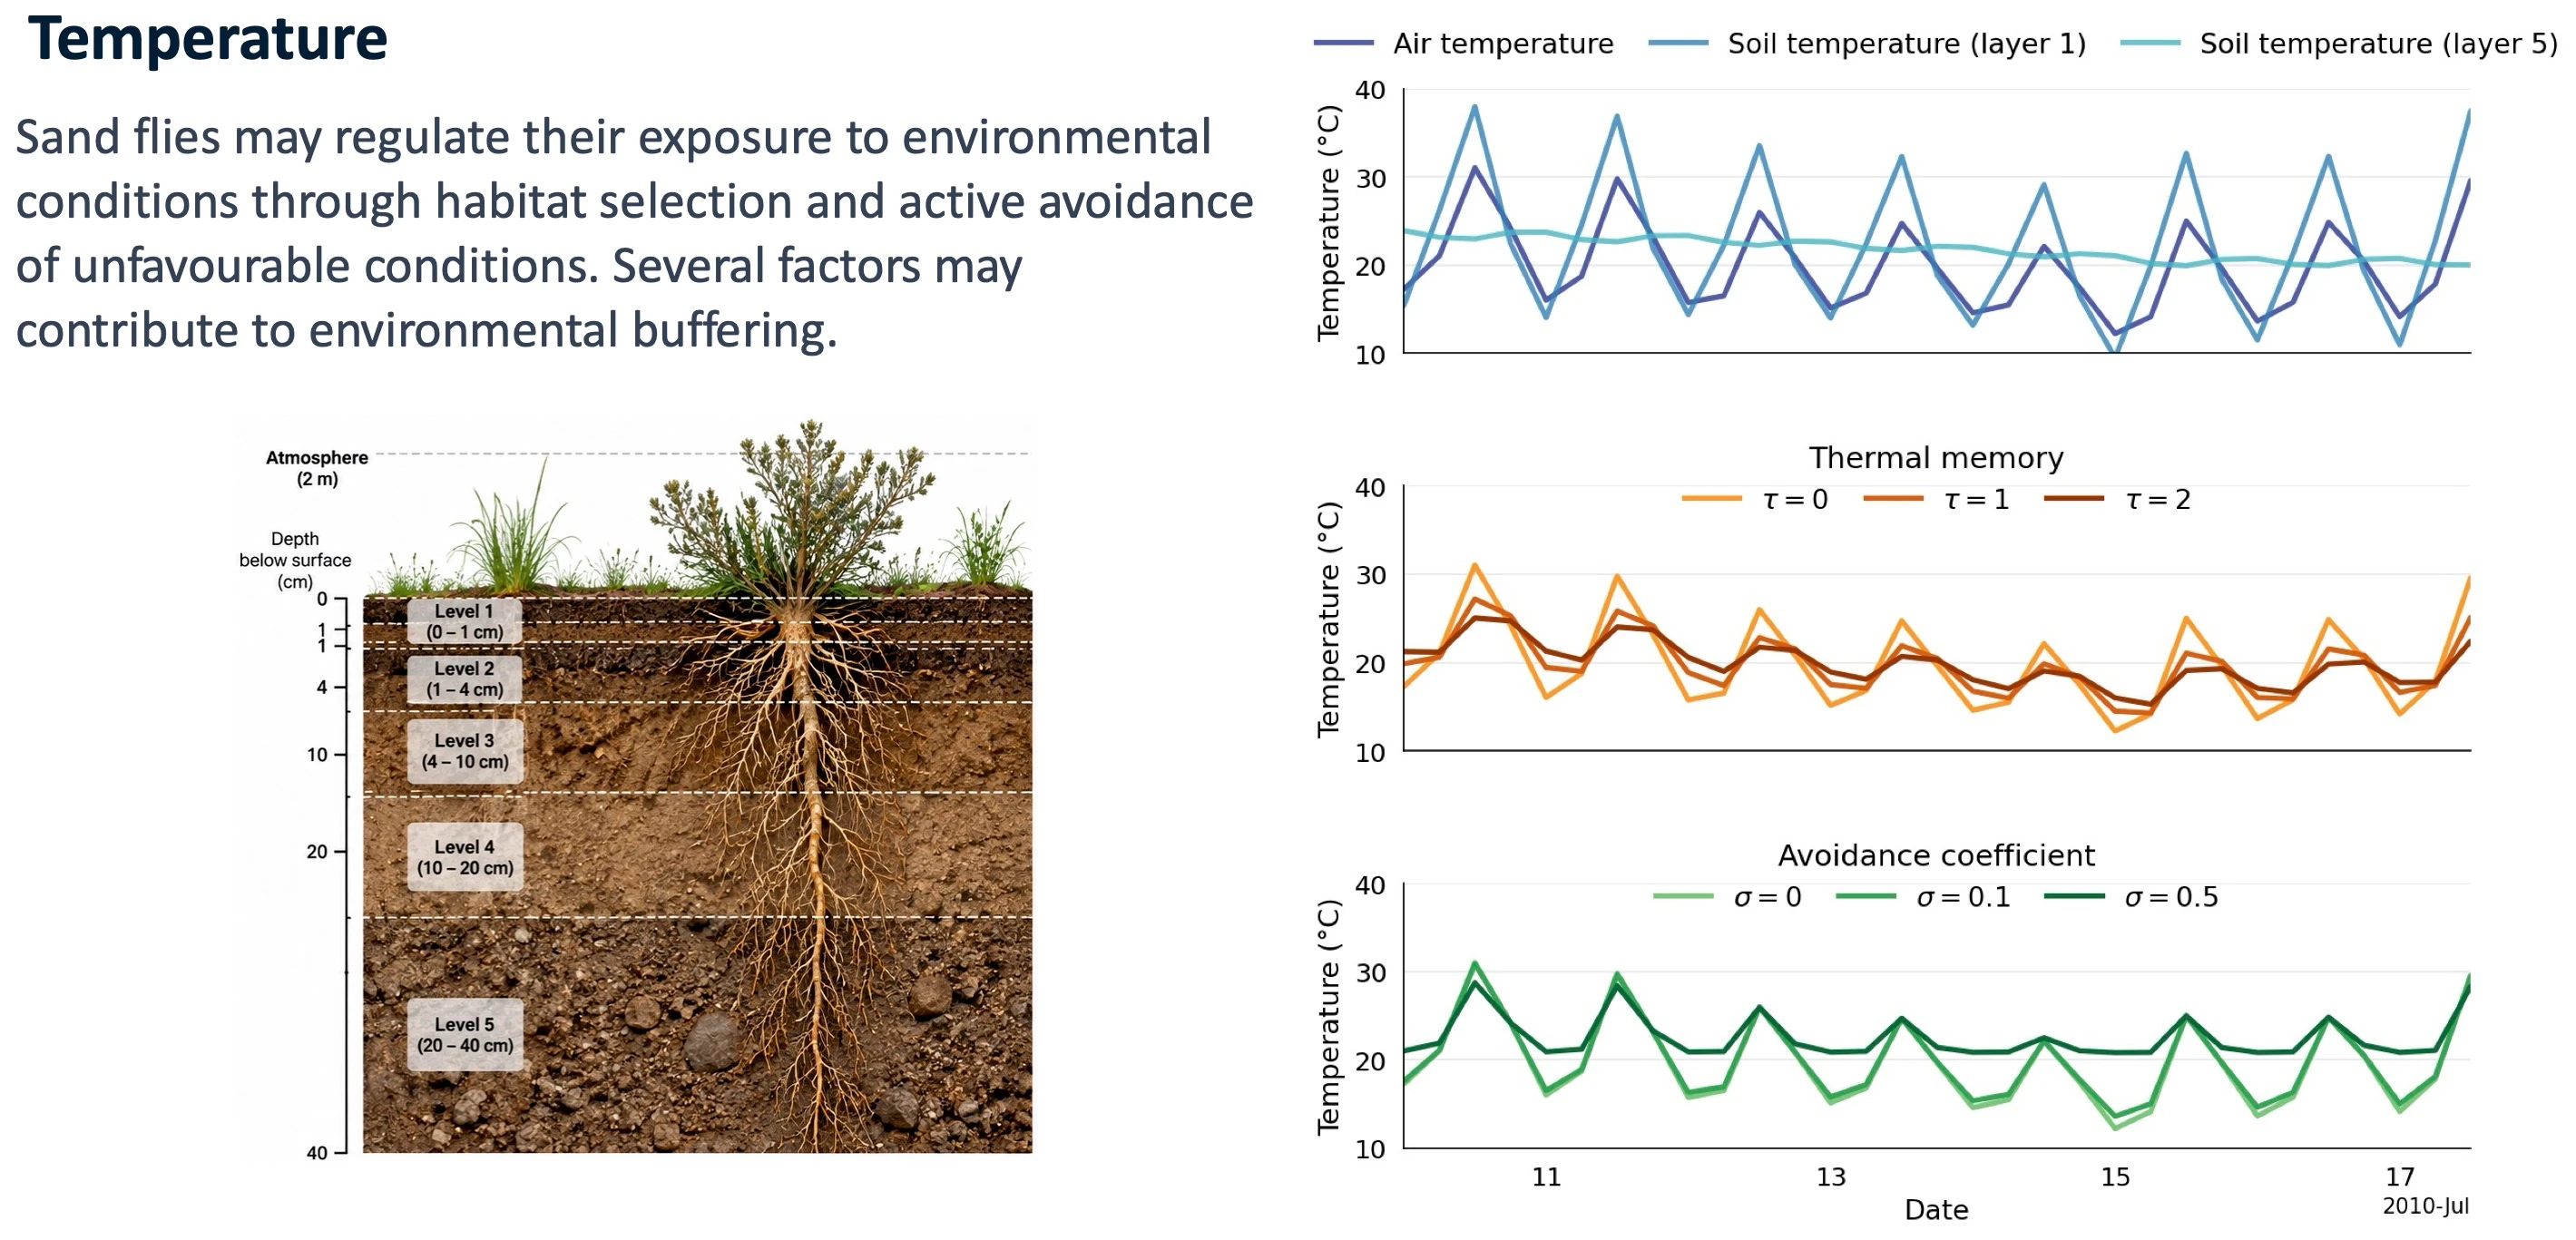 Temperature
Sand flies may regulate their exposure to environmental
conditions through habitat selection and active avoidance
of unfavourable conditions. Several factors may
contribute to environmental buffering.
Atmosphere
(2 m)
Depth
below surface
(cm)
0
1
1
4
10
20
40
Level 1
(0 – 1 cm)
Level 2
(1 – 4 cm)
Level 3
(4 – 10 cm)
Level 4
(10 – 20 cm)
Level 5
(20 – 40 cm)
Air temperature Soil temperature (layer 1) Soil temperature (layer 5)
Temperature (°C)
40
30
20
10
Thermal memory
τ = 0 τ = 1 τ = 2
Temperature (°C)
40
30
20
10
Avoidance coefficient
σ = 0 σ = 0.1 σ = 0.5
Temperature (°C)
40
30
20
10
11 13 15 17
2010-Jul
Date